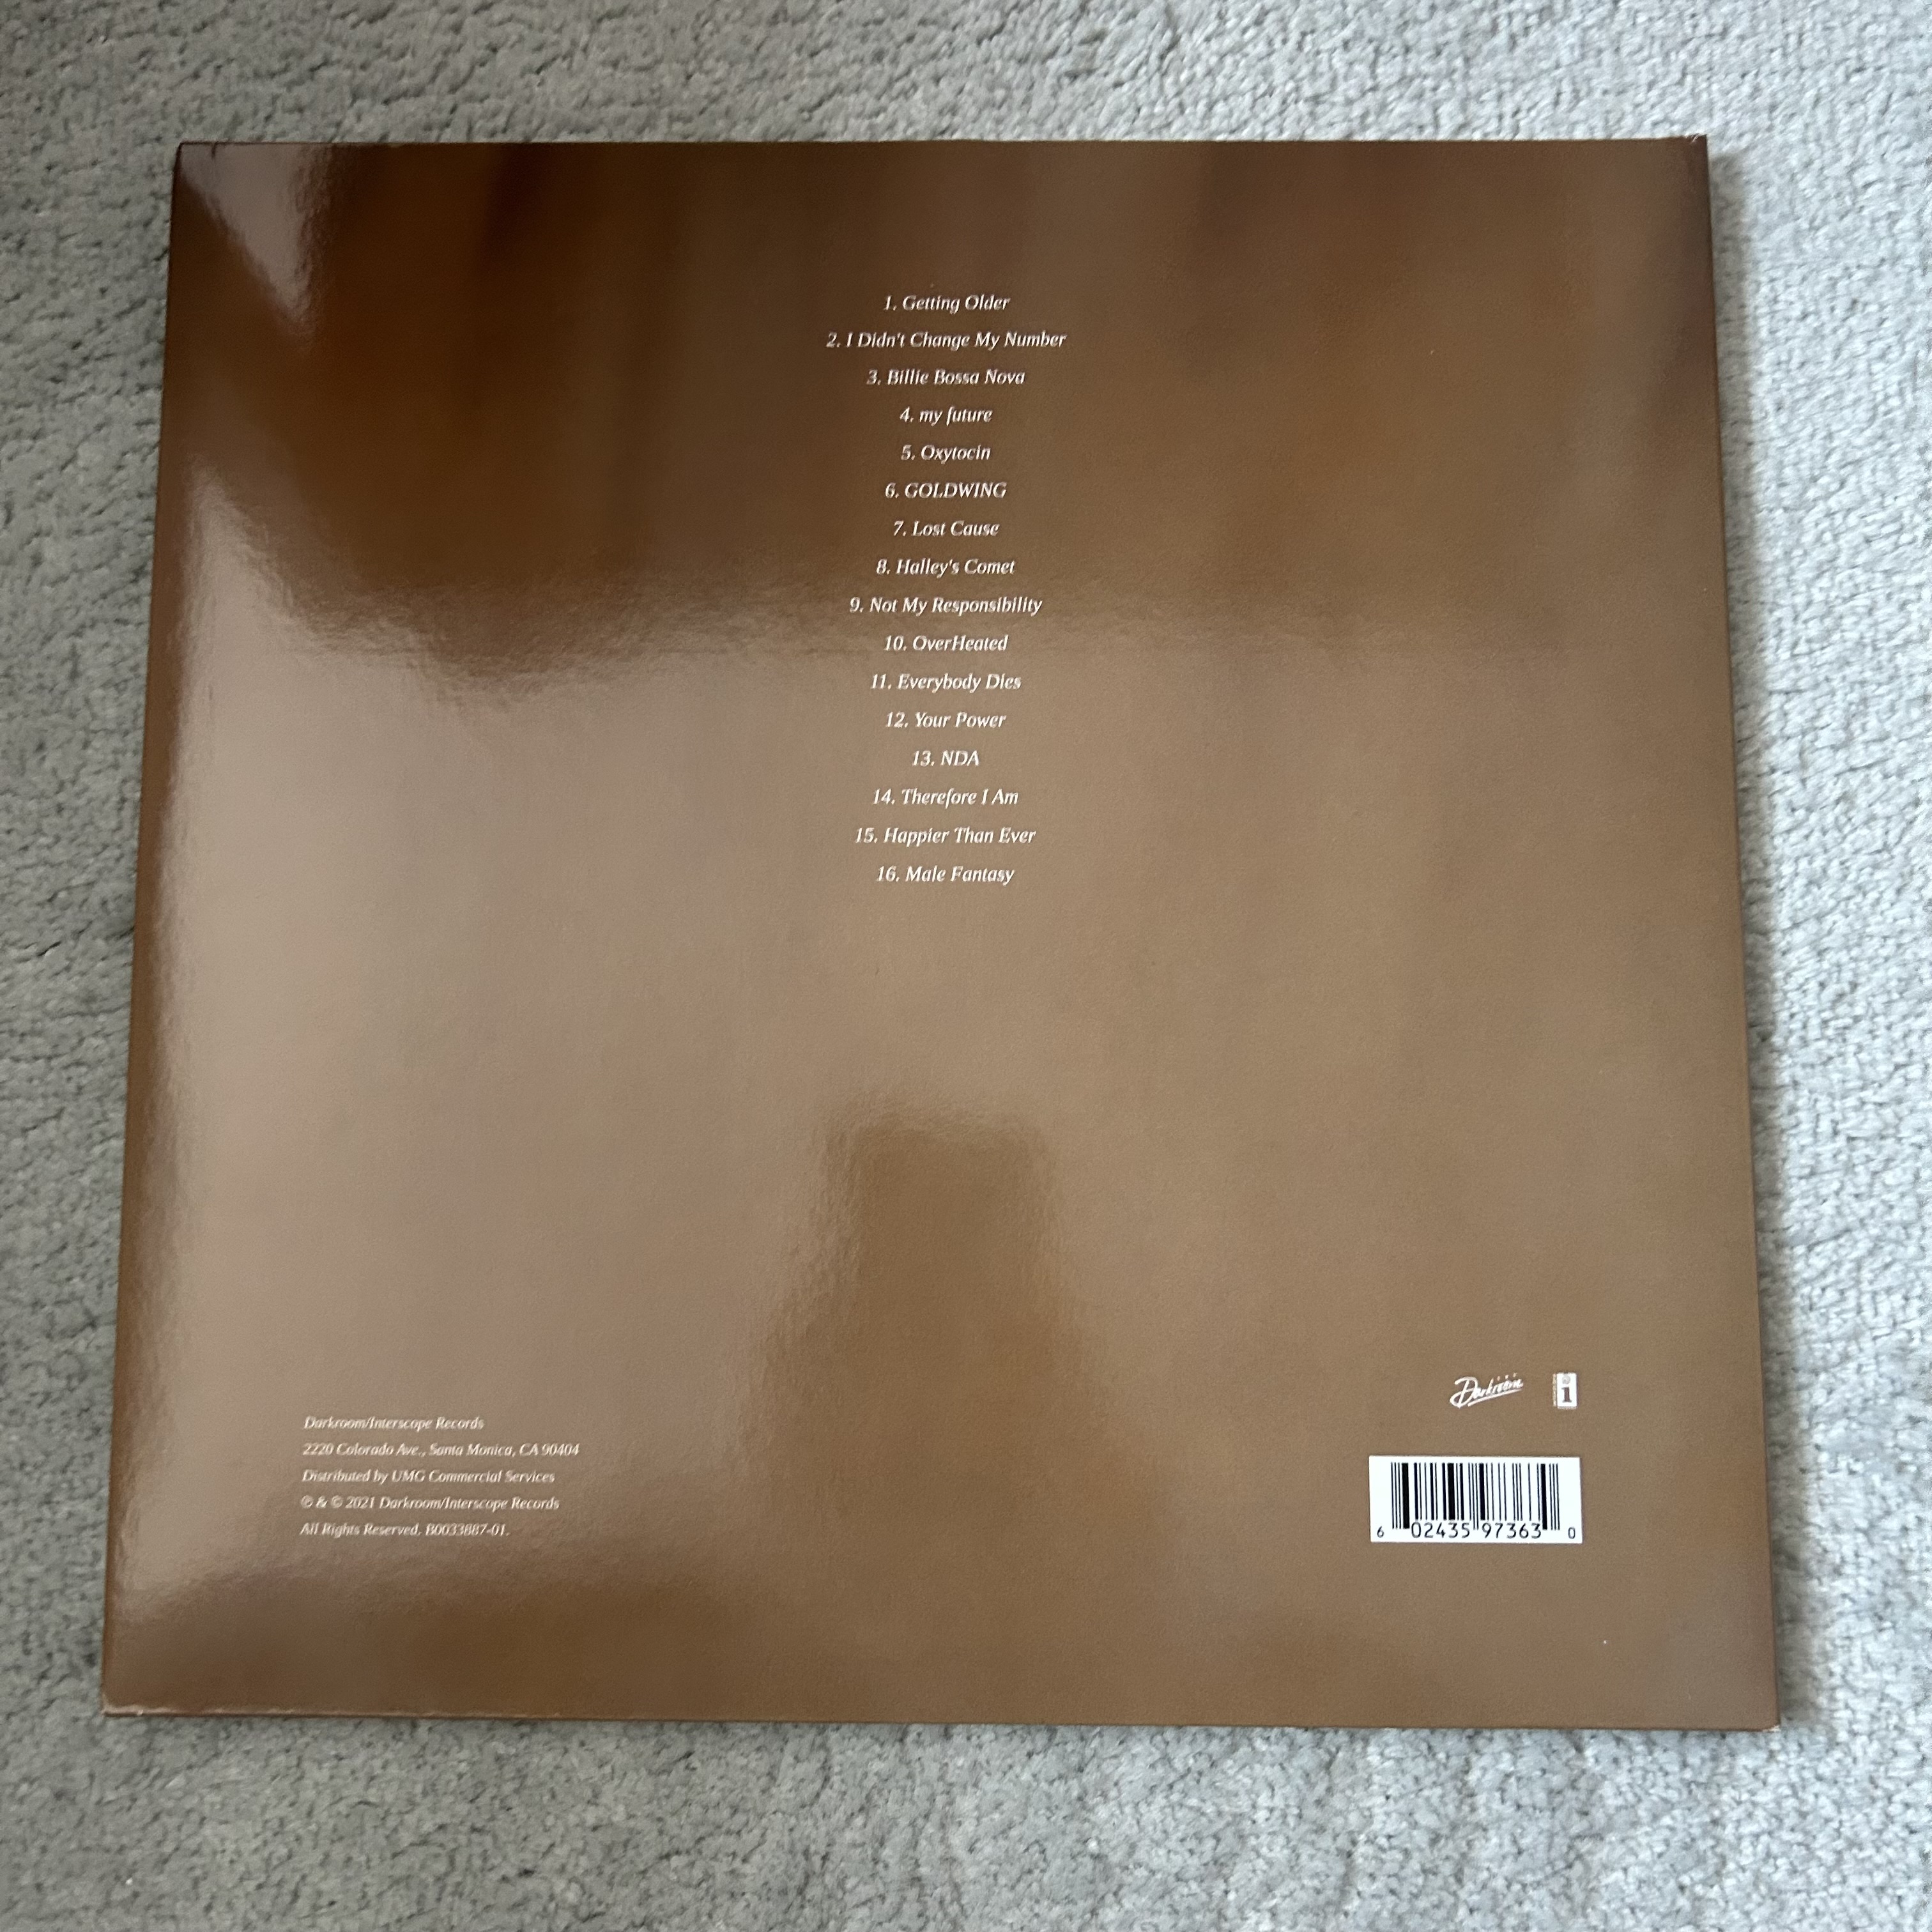 1. Getting Older
2. I Didn't Change My Number
3. Billie Bossa Nova
4. my future
5. Oxytocin
6. GOLDWING
7. Lost Cause
8. Halley's Comet
9. Not My Responsibility
10. OverHeated
11. Everybody Dies
12. Your Power
13. NDA
14. Therefore I Am
15. Happier Than Ever
16. Male Fantasy
Darkroom/Interscope Records
2220 Colorado Ave., Santa Monica, CA 90404
Distributed by UMG Commercial Services
℗ & © 2021 Darkroom/Interscope Records
All Rights Reserved. B0033887-01.
Darkroom
i
6 02435 97363 0